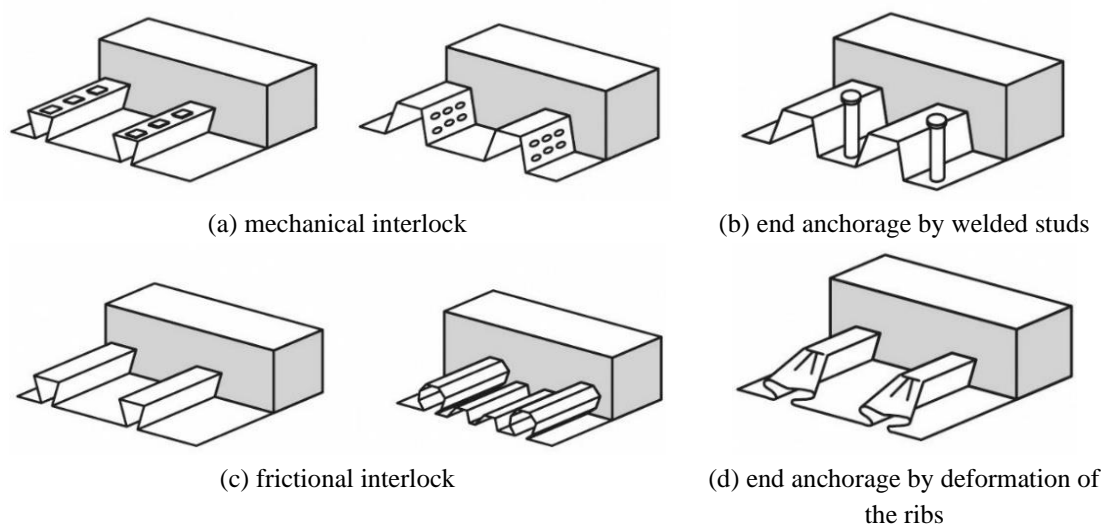 (a) mechanical interlock
(b) end anchorage by welded studs
(c) frictional interlock
(d) end anchorage by deformation of
the ribs